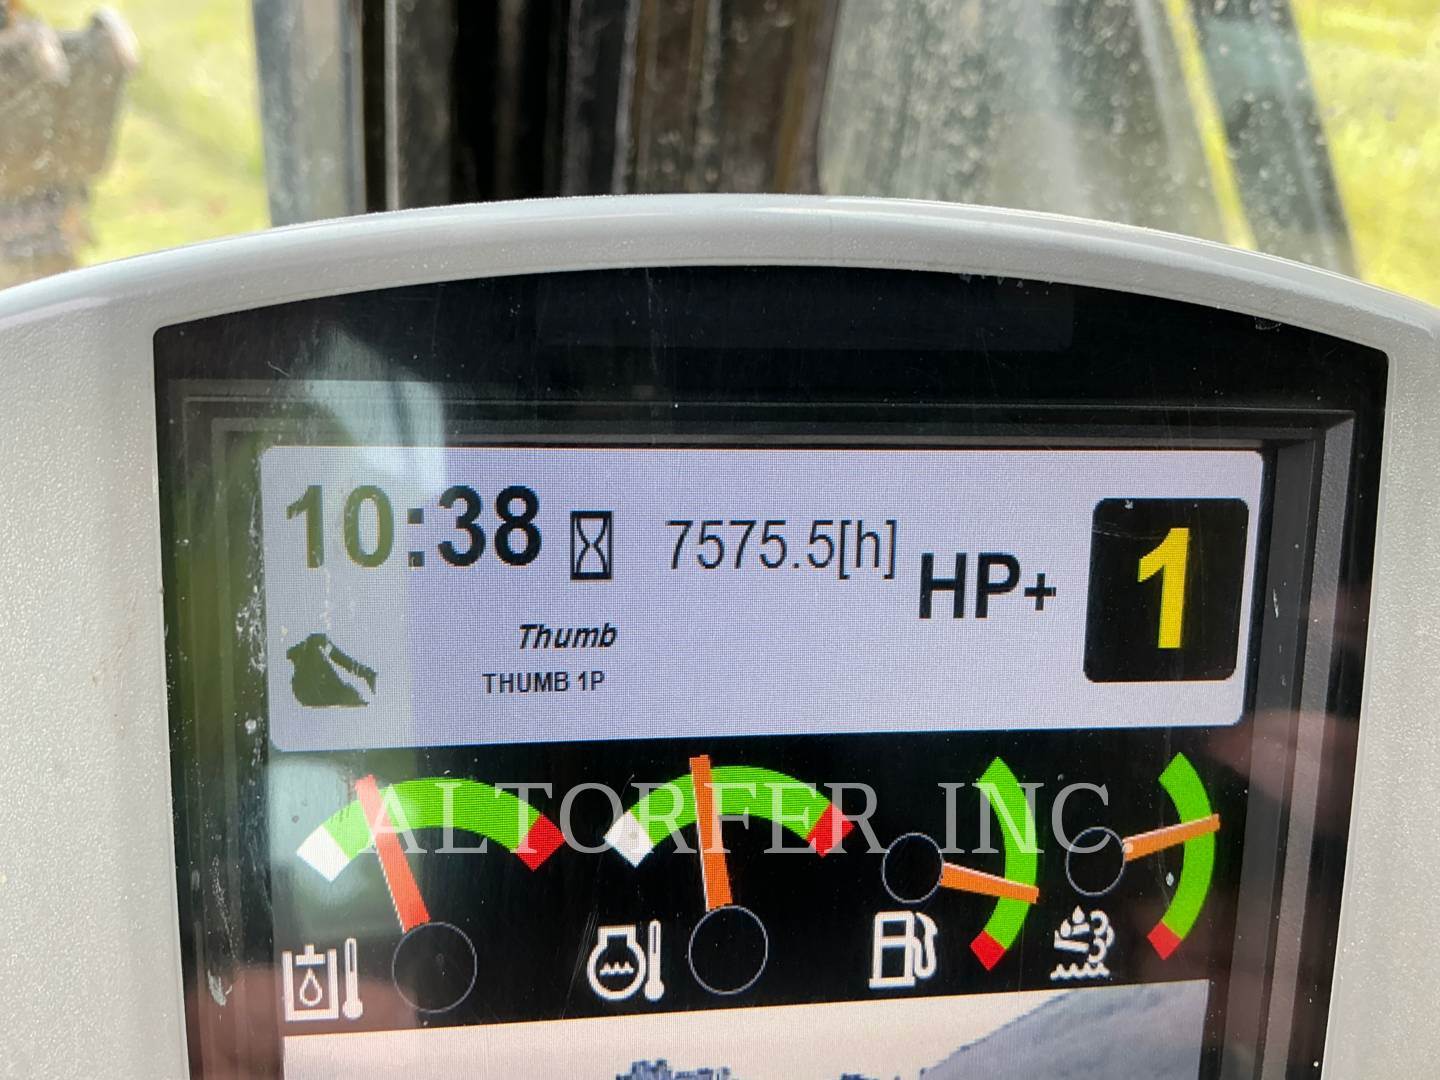 10:38 7575.5[h] HP+ 1
Thumb
THUMB 1P
ALTORFER INC